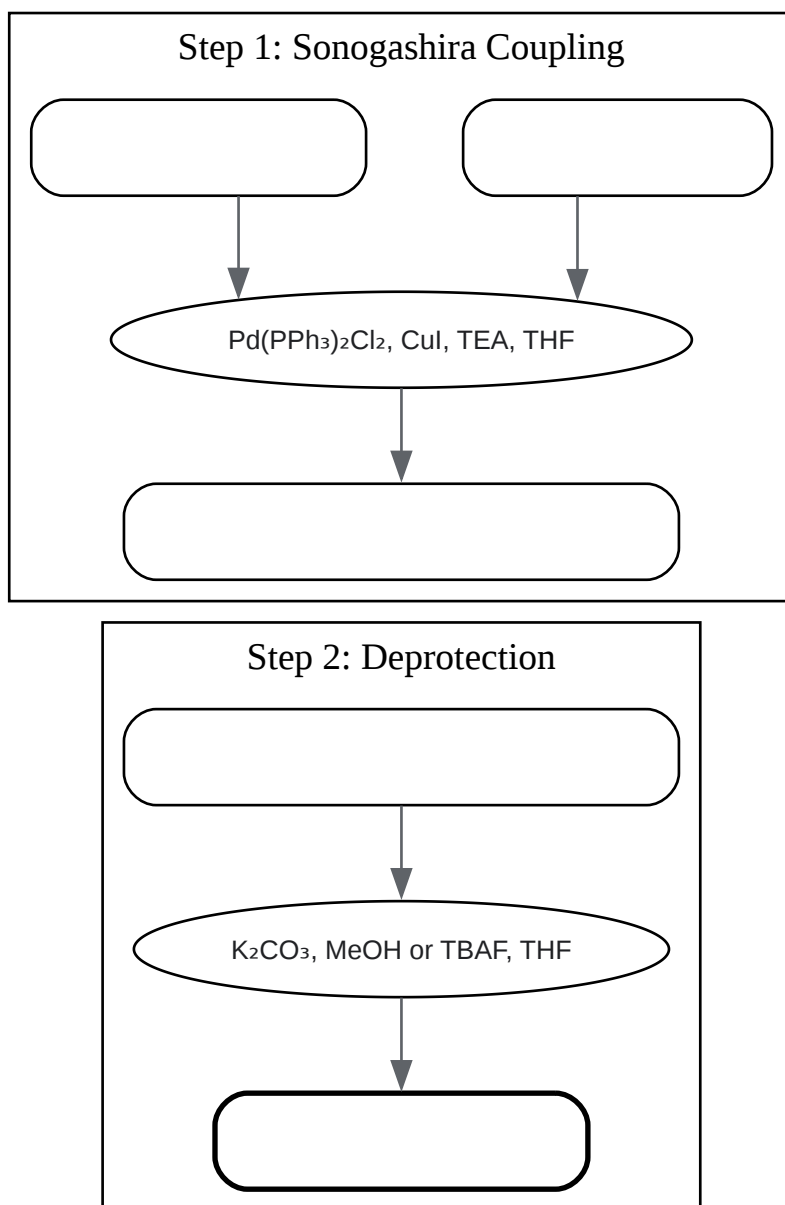 Step 1: Sonogashira Coupling
Pd(PPh₃)₂Cl₂, CuI, TEA, THF
Step 2: Deprotection
K₂CO₃, MeOH or TBAF, THF